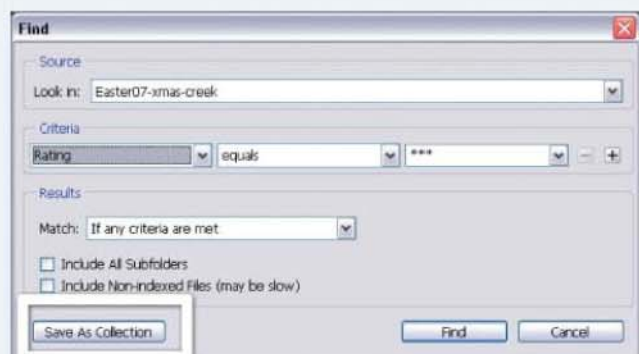 Find
Source
Look in: Easter07-xmas-creek
Criteria
Rating equals ***
Results
Match: If any criteria are met
Include All Subfolders
Include Non-indexed Files (may be slow)
Save As Collection Find Cancel